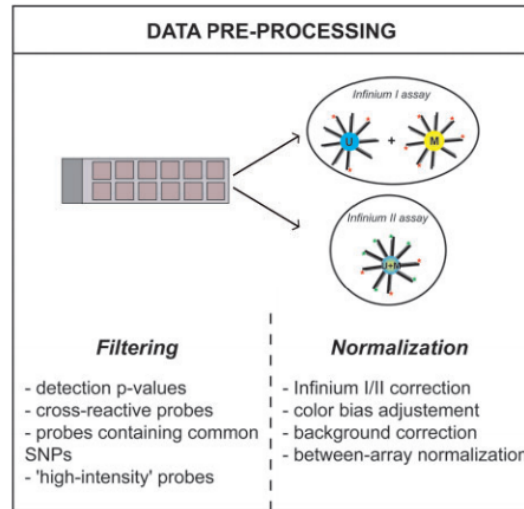 DATA PRE-PROCESSING
Infinium I assay
U
+
M
Infinium II assay
Filtering
- detection p-values
- cross-reactive probes
- probes containing common
SNPs
- 'high-intensity' probes
Normalization
- Infinium I/II correction
- color bias adjustement
- background correction
- between-array normalization